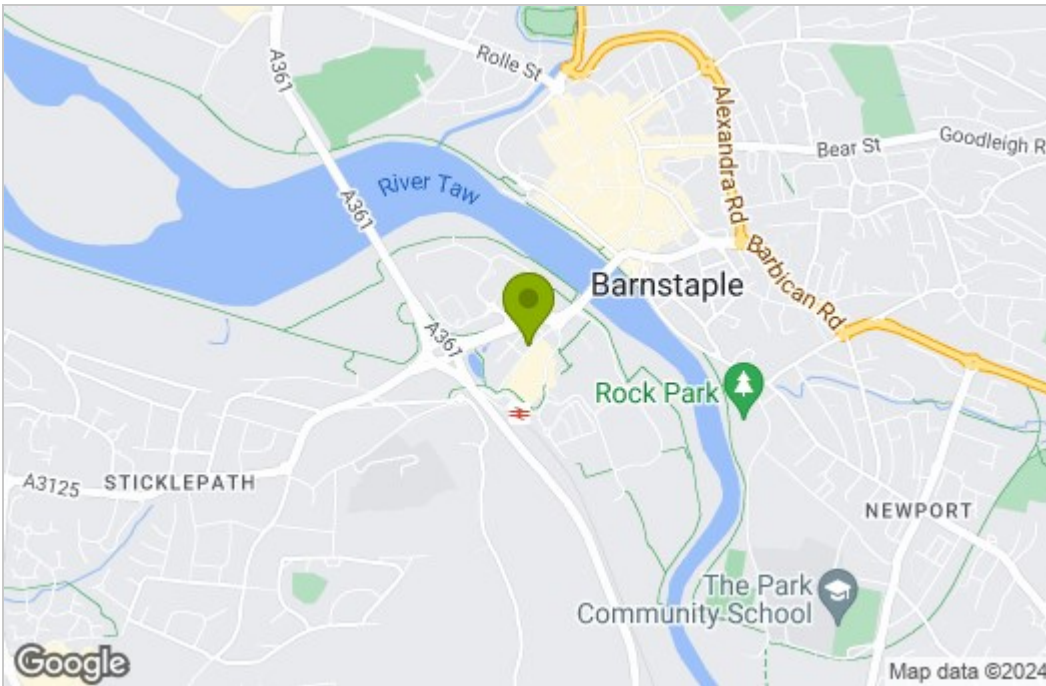 Rolle St
A361
Alexandra Rd
Bear St
Goodleigh R
River Taw
A361
Barbican Rd
Barnstaple
A361
Rock Park
A3125
STICKLEPATH
NEWPORT
The Park
Community School
Google
Map data ©2024